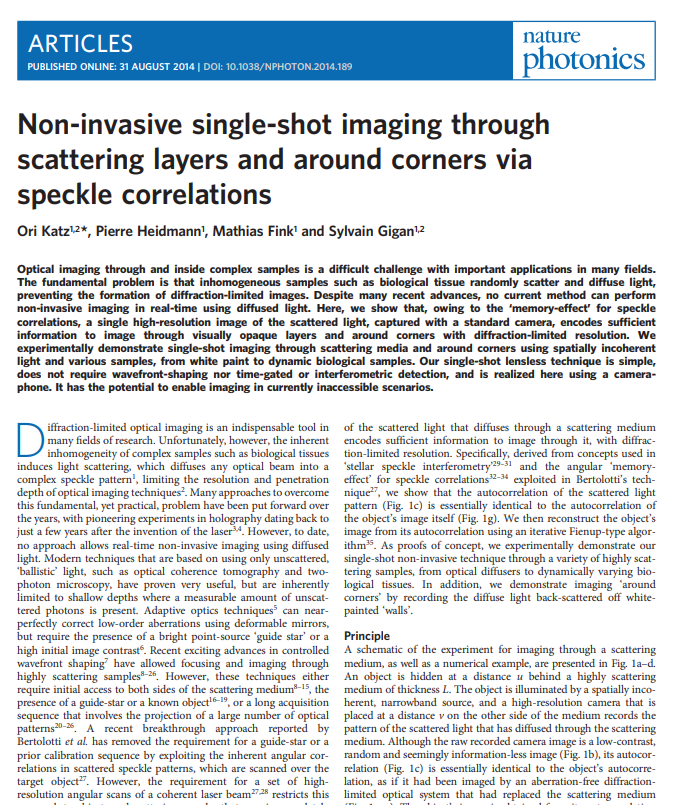 ARTICLES
PUBLISHED ONLINE: 31 AUGUST 2014 | DOI: 10.1038/NPHOTON.2014.189
nature
photonics
Non-invasive single-shot imaging through
scattering layers and around corners via
speckle correlations
Ori Katz1,2*, Pierre Heidmann1, Mathias Fink1 and Sylvain Gigan1,2
Optical imaging through and inside complex samples is a difficult challenge with important applications in many fields.
The fundamental problem is that inhomogeneous samples such as biological tissue randomly scatter and diffuse light,
preventing the formation of diffraction-limited images. Despite many recent advances, no current method can perform
non-invasive imaging in real-time using diffused light. Here, we show that, owing to the ‘memory-effect’ for speckle
correlations, a single high-resolution image of the scattered light, captured with a standard camera, encodes sufficient
information to image through visually opaque layers and around corners with diffraction-limited resolution. We
experimentally demonstrate single-shot imaging through scattering media and around corners using spatially incoherent
light and various samples, from white paint to dynamic biological samples. Our single-shot lensless technique is simple,
does not require wavefront-shaping nor time-gated or interferometric detection, and is realized here using a camera-
phone. It has the potential to enable imaging in currently inaccessible scenarios.
Diffraction-limited optical imaging is an indispensable tool in
many fields of research. Unfortunately, however, the inherent
inhomogeneity of complex samples such as biological tissues
induces light scattering, which diffuses any optical beam into a
complex speckle pattern1, limiting the resolution and penetration
depth of optical imaging techniques2. Many approaches to overcome
this fundamental, yet practical, problem have been put forward over
the years, with pioneering experiments in holography dating back to
just a few years after the invention of the laser3,4. However, to date,
no approach allows real-time non-invasive imaging using diffused
light. Modern techniques that are based on using only unscattered,
‘ballistic’ light, such as optical coherence tomography and two-
photon microscopy, have proven very useful, but are inherently
limited to shallow depths where a measurable amount of unscat-
tered photons is present. Adaptive optics techniques5 can near-
perfectly correct low-order aberrations using deformable mirrors,
but require the presence of a bright point-source ‘guide star’ or a
high initial image contrast6. Recent exciting advances in controlled
wavefront shaping7 have allowed focusing and imaging through
highly scattering samples8–26. However, these techniques either
require initial access to both sides of the scattering medium8–15, the
presence of a guide-star or a known object16–19, or a long acquisition
sequence that involves the projection of a large number of optical
patterns20–26. A recent breakthrough approach reported by
Bertolotti et al. has removed the requirement for a guide-star or a
prior calibration sequence by exploiting the inherent angular cor-
relations in scattered speckle patterns, which are scanned over the
target object27. However, the requirement for a set of high-
resolution angular scans of a coherent laser beam27,28 restricts this
of the scattered light that diffuses through a scattering medium
encodes sufficient information to image through it, with diffrac-
tion-limited resolution. Specifically, derived from concepts used in
‘stellar speckle interferometry’29–31 and the angular ‘memory-
effect’ for speckle correlations32–34 exploited in Bertolotti’s tech-
nique27, we show that the autocorrelation of the scattered light
pattern (Fig. 1c) is essentially identical to the autocorrelation of
the object’s image itself (Fig. 1g). We then reconstruct the object’s
image from its autocorrelation using an iterative Fienup-type algor-
ithm35. As proofs of concept, we experimentally demonstrate our
single-shot non-invasive technique through a variety of highly scat-
tering samples, from optical diffusers to dynamically varying bio-
logical tissues. In addition, we demonstrate imaging ‘around
corners’ by recording the diffuse light back-scattered off white-
painted ‘walls’.
Principle
A schematic of the experiment for imaging through a scattering
medium, as well as a numerical example, are presented in Fig. 1a–d.
An object is hidden at a distance u behind a highly scattering
medium of thickness L. The object is illuminated by a spatially inco-
herent, narrowband source, and a high-resolution camera that is
placed at a distance v on the other side of the medium records the
pattern of the scattered light that has diffused through the scattering
medium. Although the raw recorded camera image is a low-contrast,
random and seemingly information-less image (Fig. 1b), its autocor-
relation (Fig. 1c) is essentially identical to the object’s autocorre-
lation, as if it had been imaged by an aberration-free diffraction-
limited optical system that had replaced the scattering medium